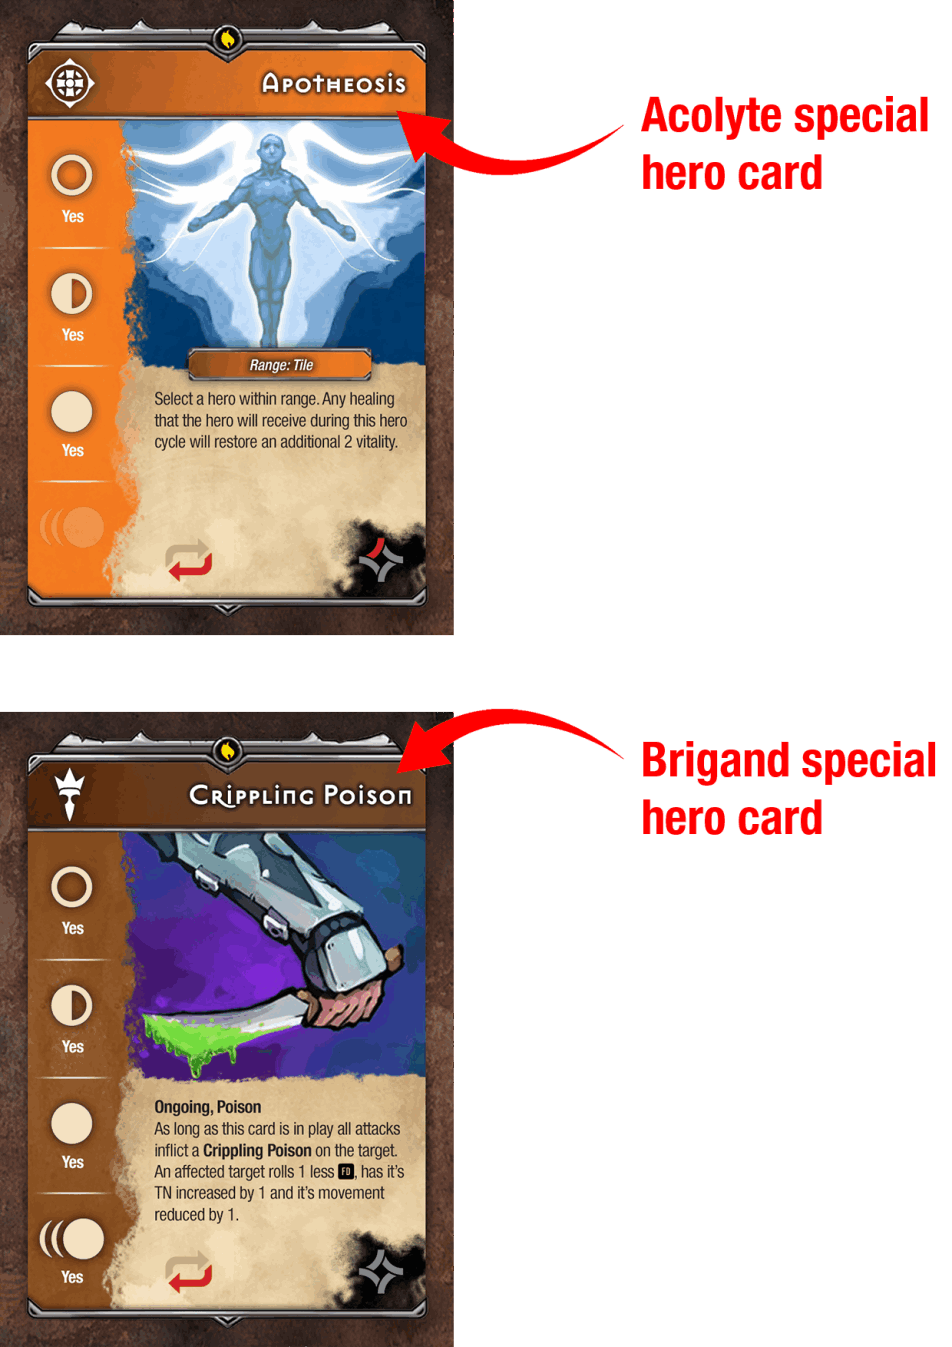 Apotheosis
Acolyte special
hero card
Yes
Yes
Yes
Range: Tile
Select a hero within range. Any healing
that the hero will receive during this hero
cycle will restore an additional 2 vitality.
Crippling Poison
Brigand special
hero card
Yes
Yes
Yes
Yes
Ongoing, Poison
As long as this card is in play all attacks
inflict a Crippling Poison on the target.
An affected target rolls 1 less FD, has it's
TN increased by 1 and it's movement
reduced by 1.